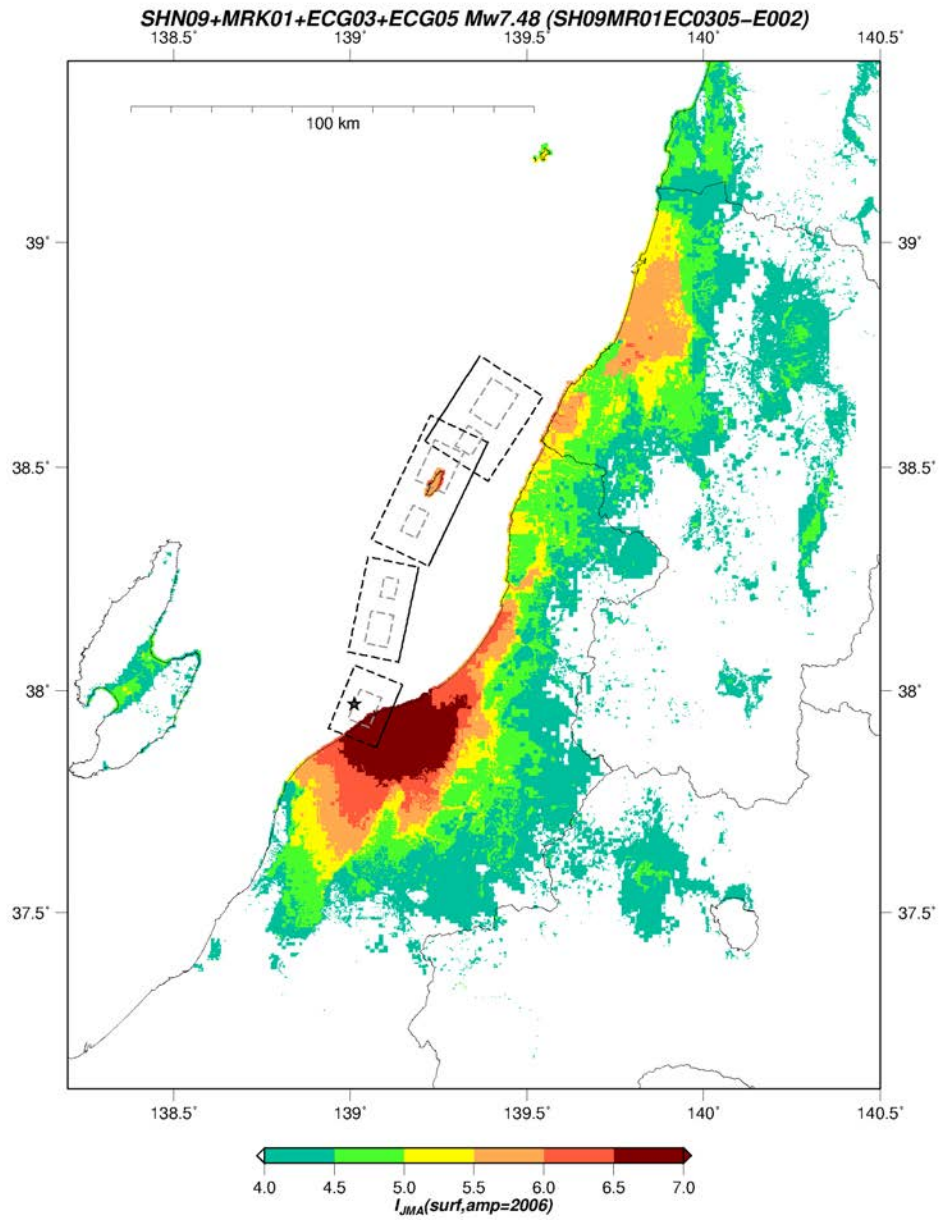 SHN09+MRK01+ECG03+ECG05 Mw7.48 (SH09MR01EC0305−E002)
138.5˚ 139˚ 139.5˚ 140˚ 140.5˚
100 km
39˚ 39˚
38.5˚ 38.5˚
38˚ 38˚
37.5˚ 37.5˚
138.5˚ 139˚ 139.5˚ 140˚ 140.5˚
4.0 4.5 5.0 5.5 6.0 6.5 7.0
I_JMA(surf,amp=2006)